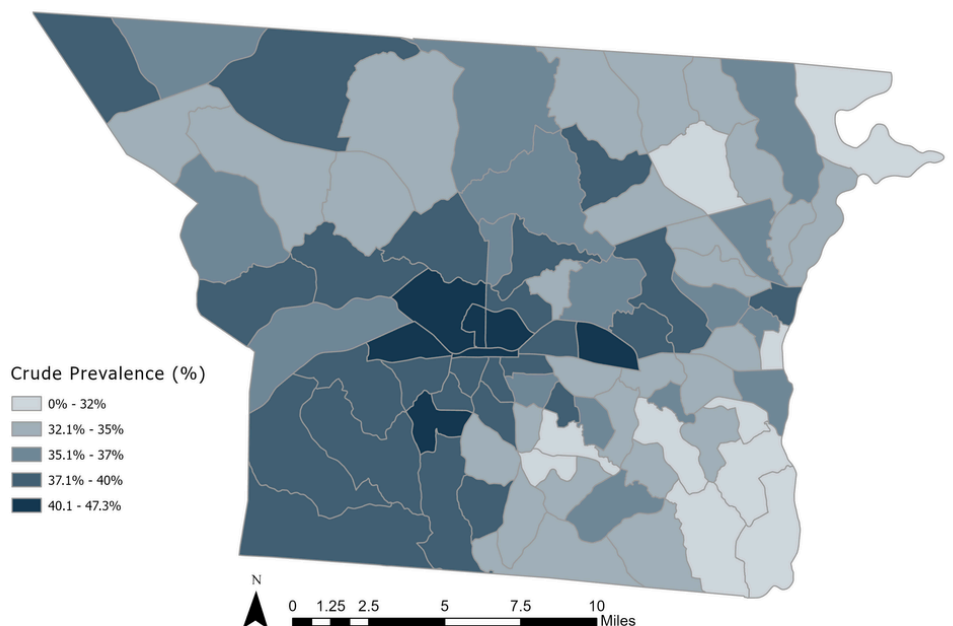 Crude Prevalence (%)
0% - 32%
32.1% - 35%
35.1% - 37%
37.1% - 40%
40.1 - 47.3%
N
0 1.25 2.5 5 7.5 10
Miles